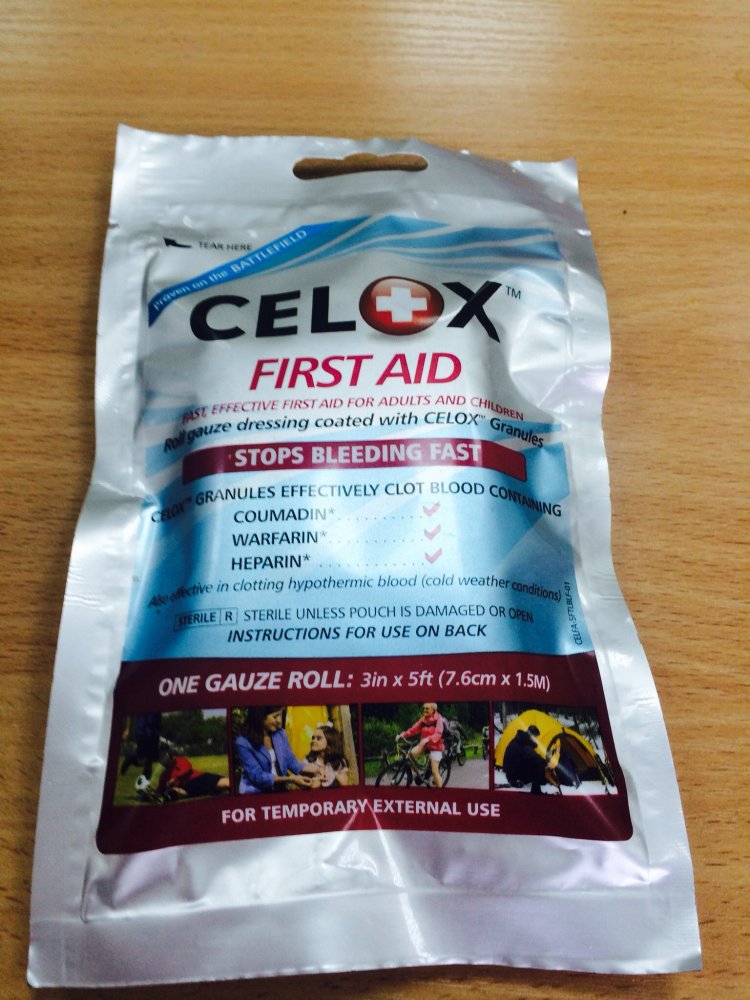 TEAR HERE
Proven on the BATTLEFIELD
CELOX™
FIRST AID
FAST, EFFECTIVE FIRST AID FOR ADULTS AND CHILDREN
Roll gauze dressing coated with CELOX™ Granules
STOPS BLEEDING FAST
CELOX™ GRANULES EFFECTIVELY CLOT BLOOD CONTAINING
COUMADIN* . . . . . . . . . . ✓
WARFARIN* . . . . . . . . . . ✓
HEPARIN* . . . . . . . . . . . . ✓
Also effective in clotting hypothermic blood (cold weather conditions)
STERILE R STERILE UNLESS POUCH IS DAMAGED OR OPEN
INSTRUCTIONS FOR USE ON BACK
CELFA SFTLBLF-01
ONE GAUZE ROLL: 3in x 5ft (7.6cm x 1.5M)
FOR TEMPORARY EXTERNAL USE